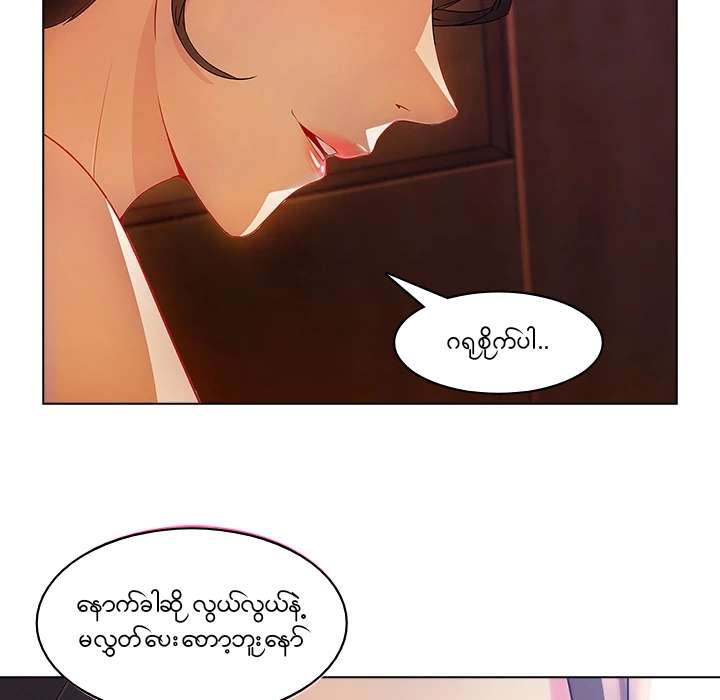 ဂရုစိုက်ပါ..
နောက်ခါဆို လွယ်လွယ်နဲ့
မလွှတ်ပေးတော့ဘူးနော်